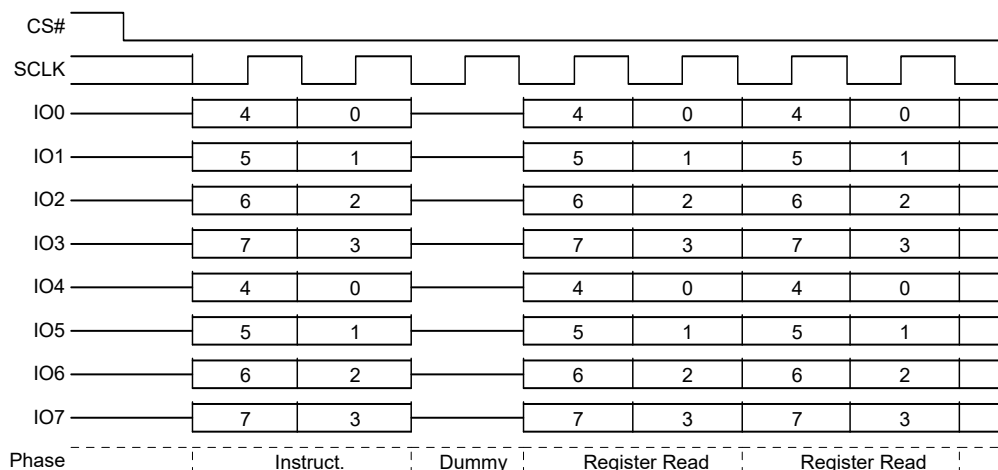 CS#
SCLK
IO0 4 0 4 0 4 0
IO1 5 1 5 1 5 1
IO2 6 2 6 2 6 2
IO3 7 3 7 3 7 3
IO4 4 0 4 0 4 0
IO5 5 1 5 1 5 1
IO6 6 2 6 2 6 2
IO7 7 3 7 3 7 3
Phase Instruct. Dummy Register Read Register Read